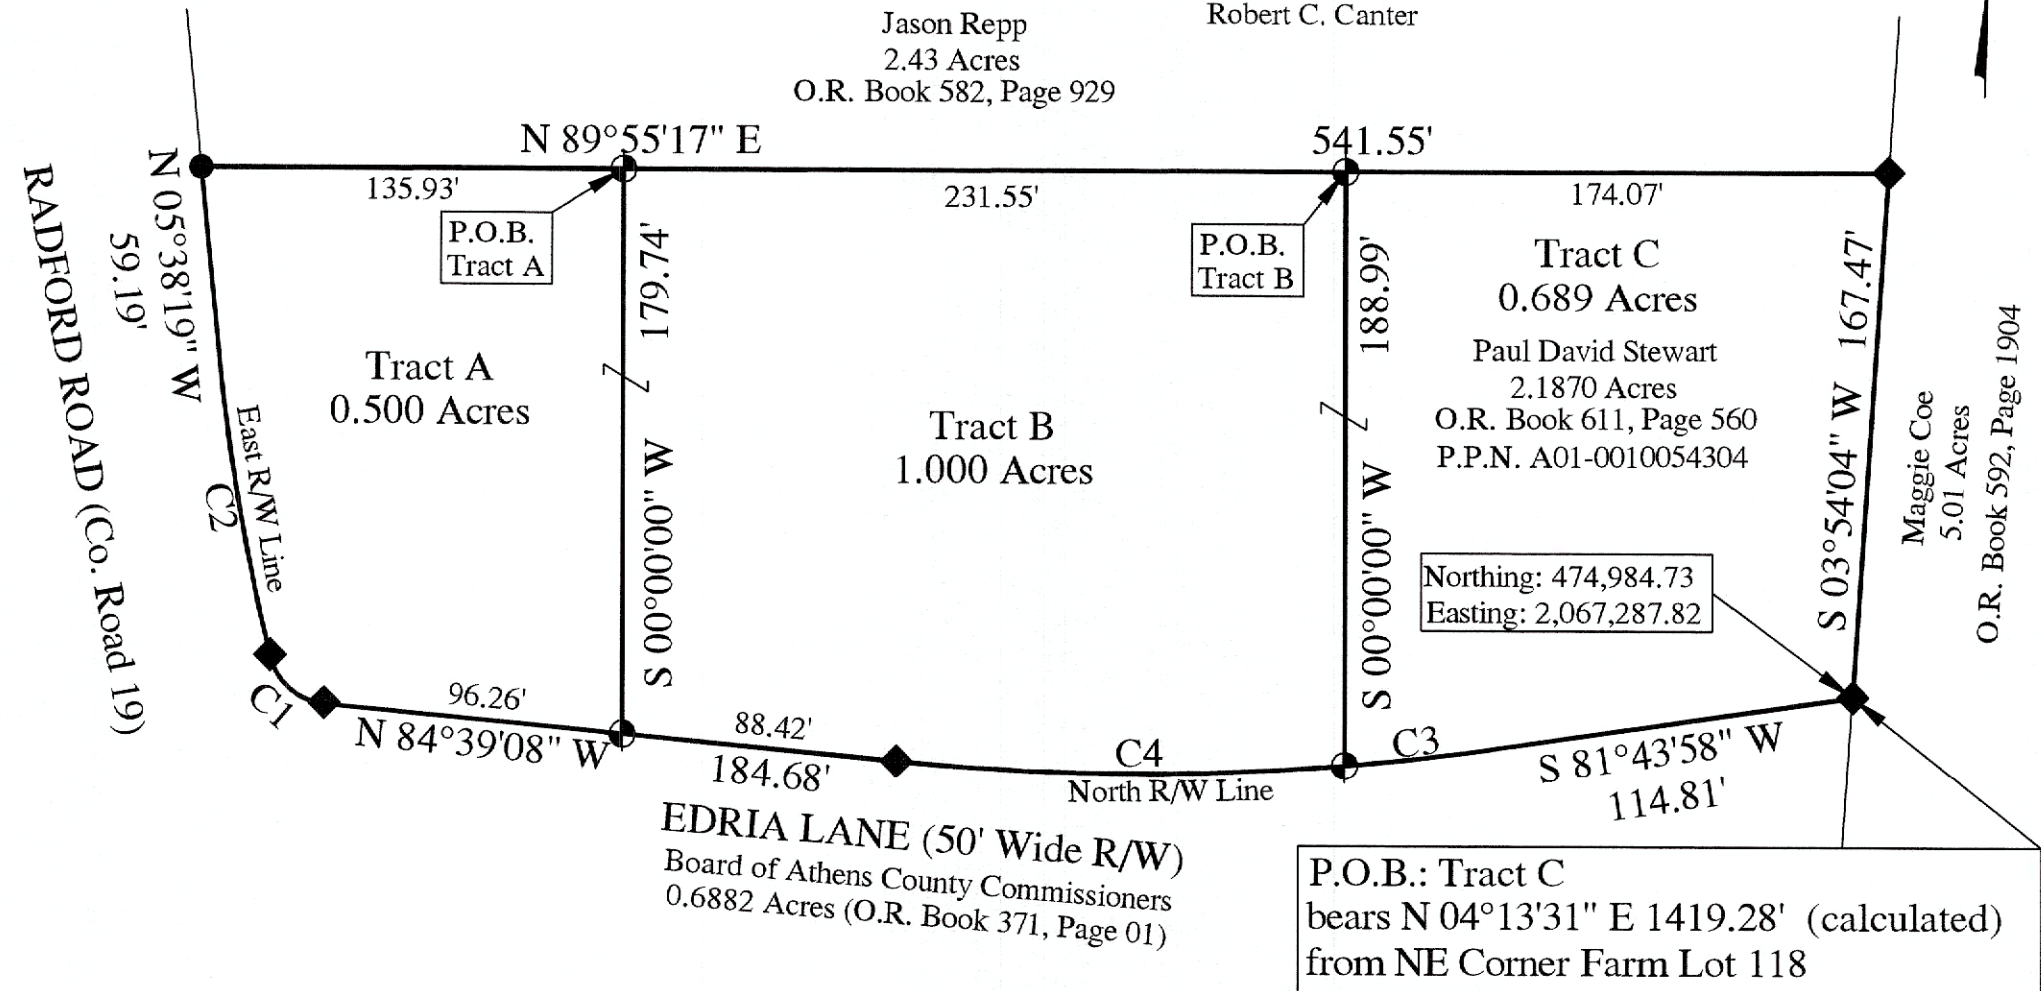 Jason Repp
2.43 Acres
O.R. Book 582, Page 929
Robert C. Canter
N 89°55'17" E
541.55'
135.93'
231.55'
174.07'
P.O.B.
Tract A
P.O.B.
Tract B
RADFORD ROAD (Co. Road 19)
N 05°38'19" W
59.19'
East R/W Line
C2
C1
Tract A
0.500 Acres
S 00°00'00" W 179.74'
Tract B
1.000 Acres
S 00°00'00" W 188.99'
Tract C
0.689 Acres
Paul David Stewart
2.1870 Acres
O.R. Book 611, Page 560
P.P.N. A01-0010054304
S 03°54'04" W 167.47'
Maggie Coe
5.01 Acres
O.R. Book 592, Page 1904
Northing: 474,984.73
Easting: 2,067,287.82
96.26'
N 84°39'08" W
88.42'
184.68'
C4
North R/W Line
C3
S 81°43'58" W
114.81'
EDRIA LANE (50' Wide R/W)
Board of Athens County Commissioners
0.6882 Acres (O.R. Book 371, Page 01)
P.O.B.: Tract C
bears N 04°13'31" E 1419.28' (calculated)
from NE Corner Farm Lot 118